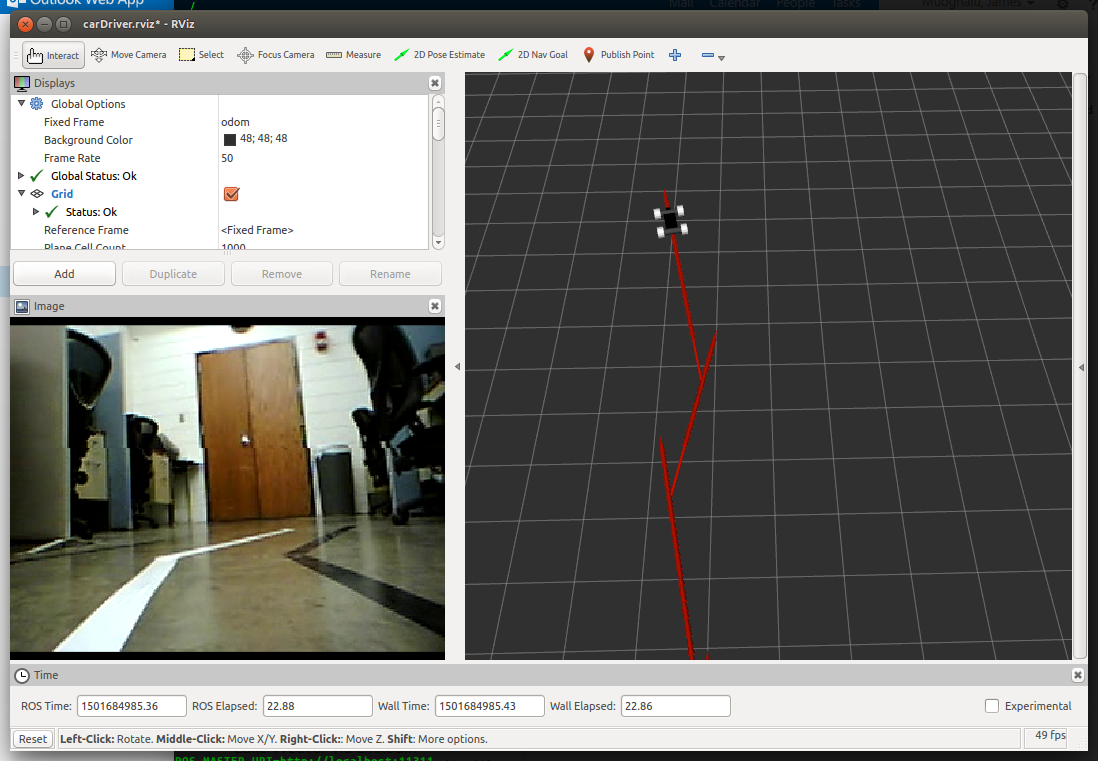 Outlook Web App
Mail Calendar People Tasks
carDriver.rviz* - RViz
Interact Move Camera Select Focus Camera Measure 2D Pose Estimate 2D Nav Goal Publish Point
Displays
Global Options
Fixed Frame odom
Background Color 48; 48; 48
Frame Rate 50
Global Status: Ok
Grid
Status: Ok
Reference Frame <Fixed Frame>
Plane Cell Count 1000
Add Duplicate Remove Rename
Image
Time
ROS Time: 1501684985.36 ROS Elapsed: 22.88 Wall Time: 1501684985.43 Wall Elapsed: 22.86 Experimental
Reset Left-Click: Rotate. Middle-Click: Move X/Y. Right-Click:: Move Z. Shift: More options. 49 fps
ROS_MASTER_URI=http://localhost:11311